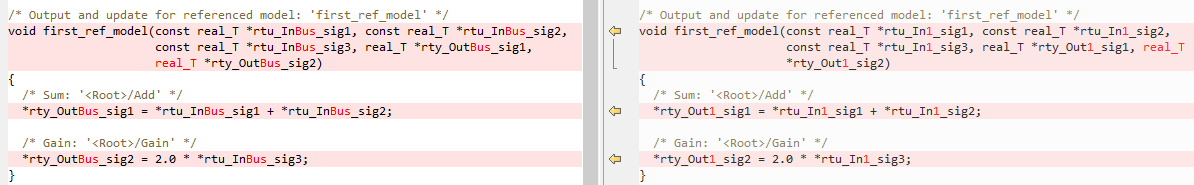 /* Output and update for referenced model: 'first_ref_model' */
void first_ref_model(const real_T *rtu_InBus_sig1, const real_T *rtu_InBus_sig2,
const real_T *rtu_InBus_sig3, real_T *rty_OutBus_sig1,
real_T *rty_OutBus_sig2)
{
/* Sum: '<Root>/Add' */
*rty_OutBus_sig1 = *rtu_InBus_sig1 + *rtu_InBus_sig2;
/* Gain: '<Root>/Gain' */
*rty_OutBus_sig2 = 2.0 * *rtu_InBus_sig3;
}
/* Output and update for referenced model: 'first_ref_model' */
void first_ref_model(const real_T *rtu_In1_sig1, const real_T *rtu_In1_sig2,
const real_T *rtu_In1_sig3, real_T *rty_Out1_sig1, real_T
*rty_Out1_sig2)
{
/* Sum: '<Root>/Add' */
*rty_Out1_sig1 = *rtu_In1_sig1 + *rtu_In1_sig2;
/* Gain: '<Root>/Gain' */
*rty_Out1_sig2 = 2.0 * *rtu_In1_sig3;
}